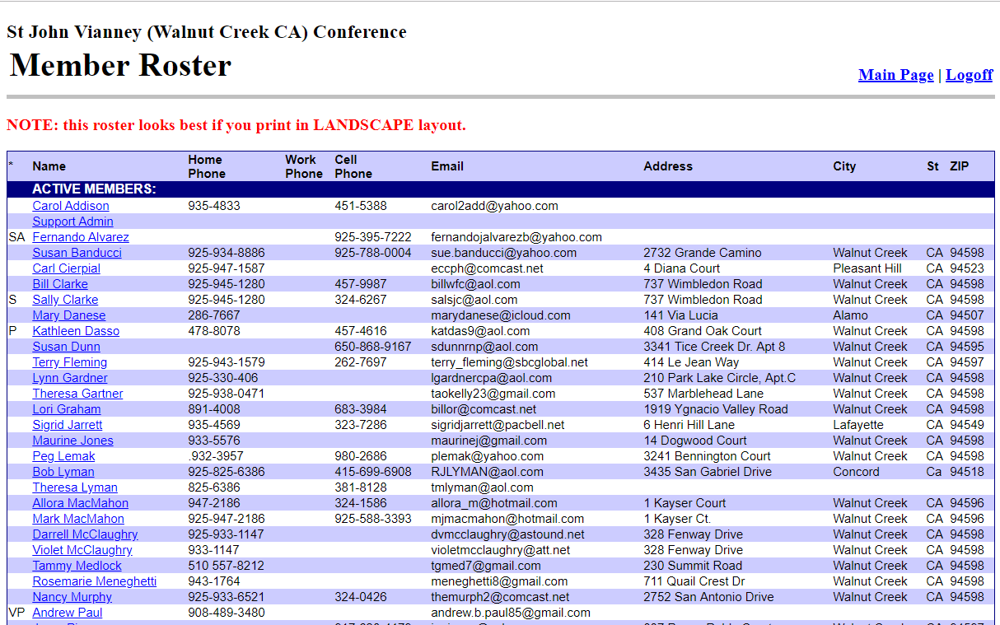 St John Vianney (Walnut Creek CA) Conference
Member Roster
Main Page | Logoff
NOTE: this roster looks best if you print in LANDSCAPE layout.
* Name Home Phone Work Phone Cell Phone Email Address City St ZIP
ACTIVE MEMBERS:
Carol Addison 935-4833 451-5388 carol2add@yahoo.com
Support Admin
SA Fernando Alvarez 925-395-7222 fernandojalvarezb@yahoo.com
Susan Banducci 925-934-8886 925-788-0004 sue.banducci@yahoo.com 2732 Grande Camino Walnut Creek CA 94598
Carl Cierpial 925-947-1587 eccph@comcast.net 4 Diana Court Pleasant Hill CA 94523
Bill Clarke 925-945-1280 457-9987 billwfc@aol.com 737 Wimbledon Road Walnut Creek CA 94598
S Sally Clarke 925-945-1280 324-6267 salsjc@aol.com 737 Wimbledon Road Walnut Creek CA 94598
Mary Danese 286-7667 marydanese@icloud.com 141 Via Lucia Alamo CA 94507
P Kathleen Dasso 478-8078 457-4616 katdas9@aol.com 408 Grand Oak Court Walnut Creek CA 94598
Susan Dunn 650-868-9167 sdunnrnp@aol.com 3341 Tice Creek Dr. Apt 8 Walnut Creek CA 94595
Terry Fleming 925-943-1579 262-7697 terry_fleming@sbcglobal.net 414 Le Jean Way Walnut Creek CA 94597
Lynn Gardner 925-330-406 lgardnercpa@aol.com 210 Park Lake Circle, Apt.C Walnut Creek CA 94598
Theresa Gartner 925-938-0471 taokelly23@gmail.com 537 Marblehead Lane Walnut Creek CA 94598
Lori Graham 891-4008 683-3984 billor@comcast.net 1919 Ygnacio Valley Road Walnut Creek CA 94598
Sigrid Jarrett 935-4569 323-7286 sigridjarrett@pacbell.net 6 Henri Hill Lane Lafayette CA 94549
Maurine Jones 933-5576 maurinej@gmail.com 14 Dogwood Court Walnut Creek CA 94598
Peg Lemak .932-3957 980-2686 plemak@yahoo.com 3241 Bennington Court Walnut Creek CA 94598
Bob Lyman 925-825-6386 415-699-6908 RJLYMAN@aol.com 3435 San Gabriel Drive Concord Ca 94518
Theresa Lyman 825-6386 381-8128 tmlyman@aol.com
Allora MacMahon 947-2186 324-1586 allora_m@hotmail.com 1 Kayser Court Walnut Creek CA 94596
Mark MacMahon 925-947-2186 925-588-3393 mjmacmahon@hotmail.com 1 Kayser Ct. Walnut Creek CA 94596
Darrell McClaughry 925-933-1147 dvmcclaughry@astound.net 328 Fenway Drive Walnut Creek CA 94598
Violet McClaughry 933-1147 violetmcclaughry@att.net 328 Fenway Drive Walnut Creek CA 94598
Tammy Medlock 510 557-8212 tgmed7@gmail.com 230 Summit Road Walnut Creek CA 94598
Rosemarie Meneghetti 943-1764 meneghetti8@gmail.com 711 Quail Crest Dr Walnut Creek CA 94598
Nancy Murphy 925-933-6521 324-0426 themurph2@comcast.net 2752 San Antonio Drive Walnut Creek CA 94598
VP Andrew Paul 908-489-3480 andrew.b.paul85@gmail.com